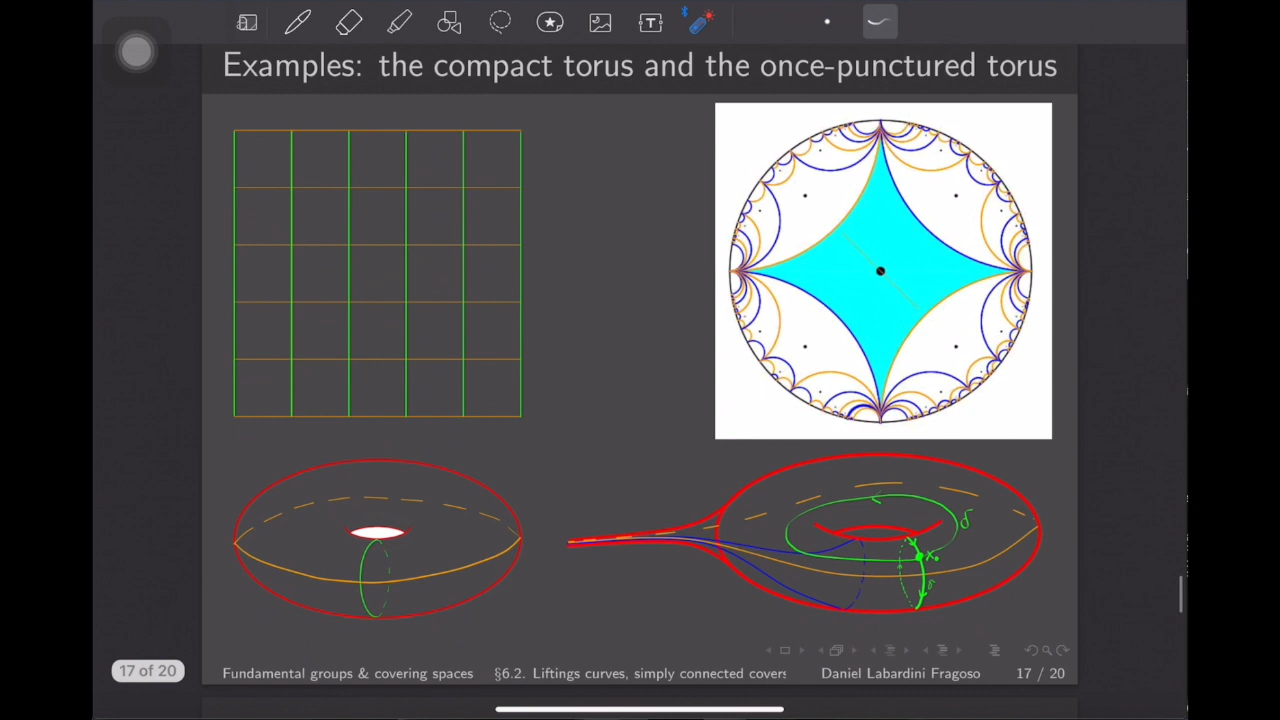 Examples: the compact torus and the once-punctured torus
x₀
17 of 20
Fundamental groups & covering spaces §6.2. Liftings curves, simply connected covers Daniel Labardini Fragoso 17 / 20